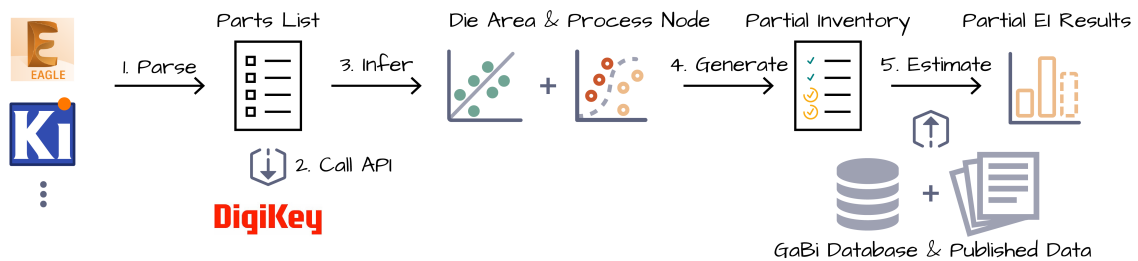 Parts List
Die Area & Process Node
Partial Inventory
Partial EI Results
E
EAGLE
1. Parse
3. Infer
4. Generate
5. Estimate
Ki
2. Call API
DigiKey
GaBi Database & Published Data